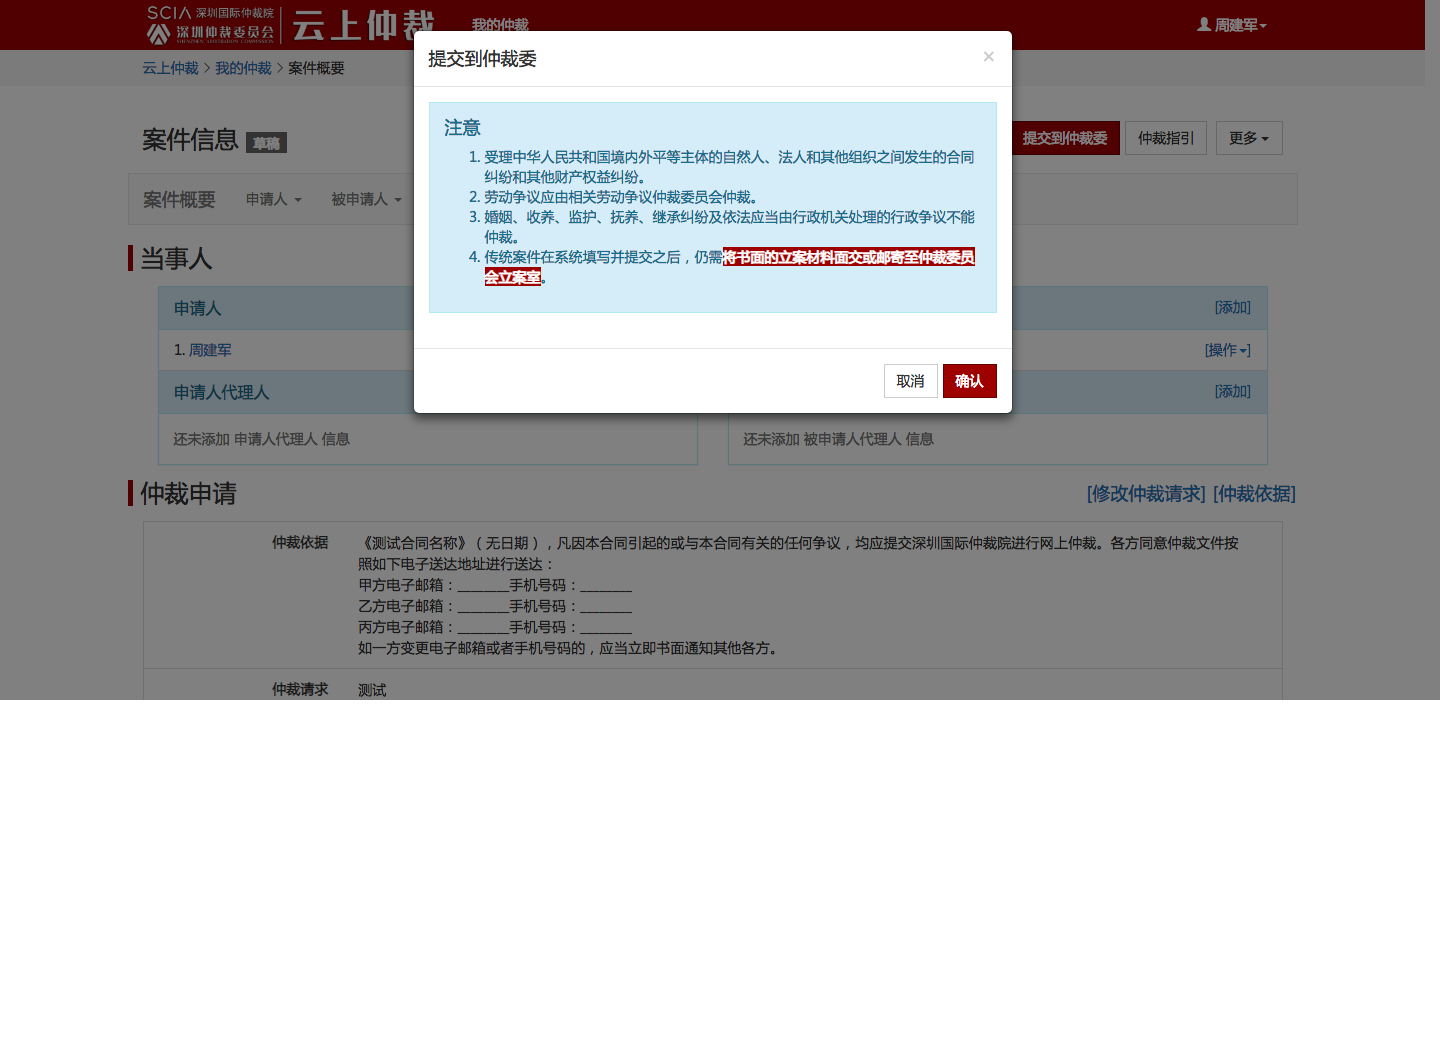 SCIA 深圳国际仲裁院
深圳仲裁委员会
SHENZHEN ARBITRATION COMMISSION
云上仲裁
我的仲裁
周建军
云上仲裁 > 我的仲裁 > 案件概要
提交到仲裁委
×
注意
1. 受理中华人民共和国境内外平等主体的自然人、法人和其他组织之间发生的合同
纠纷和其他财产权益纠纷。
2. 劳动争议应由相关劳动争议仲裁委员会仲裁。
3. 婚姻、收养、监护、抚养、继承纠纷及依法应当由行政机关处理的行政争议不能
仲裁。
4. 传统案件在系统填写并提交之后，仍需将书面的立案材料面交或邮寄至仲裁委员
会立案室。
取消
确认
案件信息 草稿
提交到仲裁委
仲裁指引
更多
案件概要
申请人
被申请人
当事人
申请人
[添加]
1. 周建军
[操作]
申请人代理人
[添加]
还未添加 申请人代理人 信息
还未添加 被申请人代理人 信息
仲裁申请
[修改仲裁请求] [仲裁依据]
仲裁依据
《测试合同名称》（无日期），凡因本合同引起的或与本合同有关的任何争议，均应提交深圳国际仲裁院进行网上仲裁。各方同意仲裁文件按
照如下电子送达地址进行送达：
甲方电子邮箱：________手机号码：________
乙方电子邮箱：________手机号码：________
丙方电子邮箱：________手机号码：________
如一方变更电子邮箱或者手机号码的，应当立即书面通知其他各方。
仲裁请求
测试